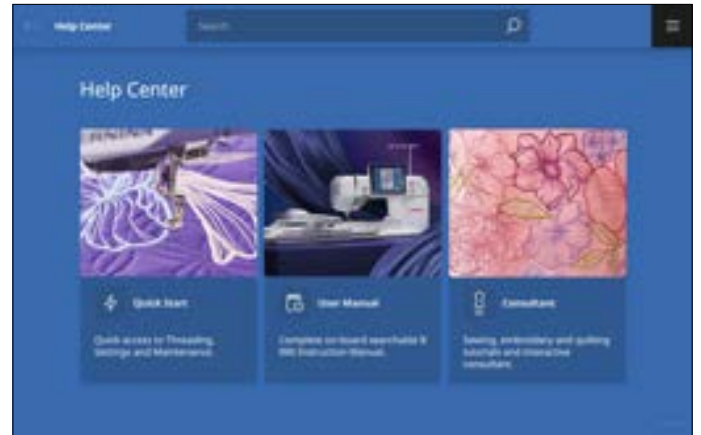 Help Center
Search
Help Center
Quick Start
Quick access to Threading,
Settings and Maintenance.
User Manual
Complete on-board searchable B
Instruction Manual.
Consultant
Sewing, embroidery and quilting
tutorials and interactive
consultant.